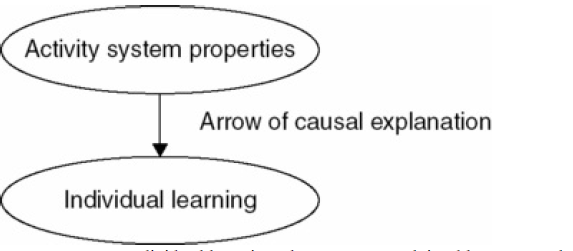 Activity system properties
Arrow of causal explanation
Individual learning